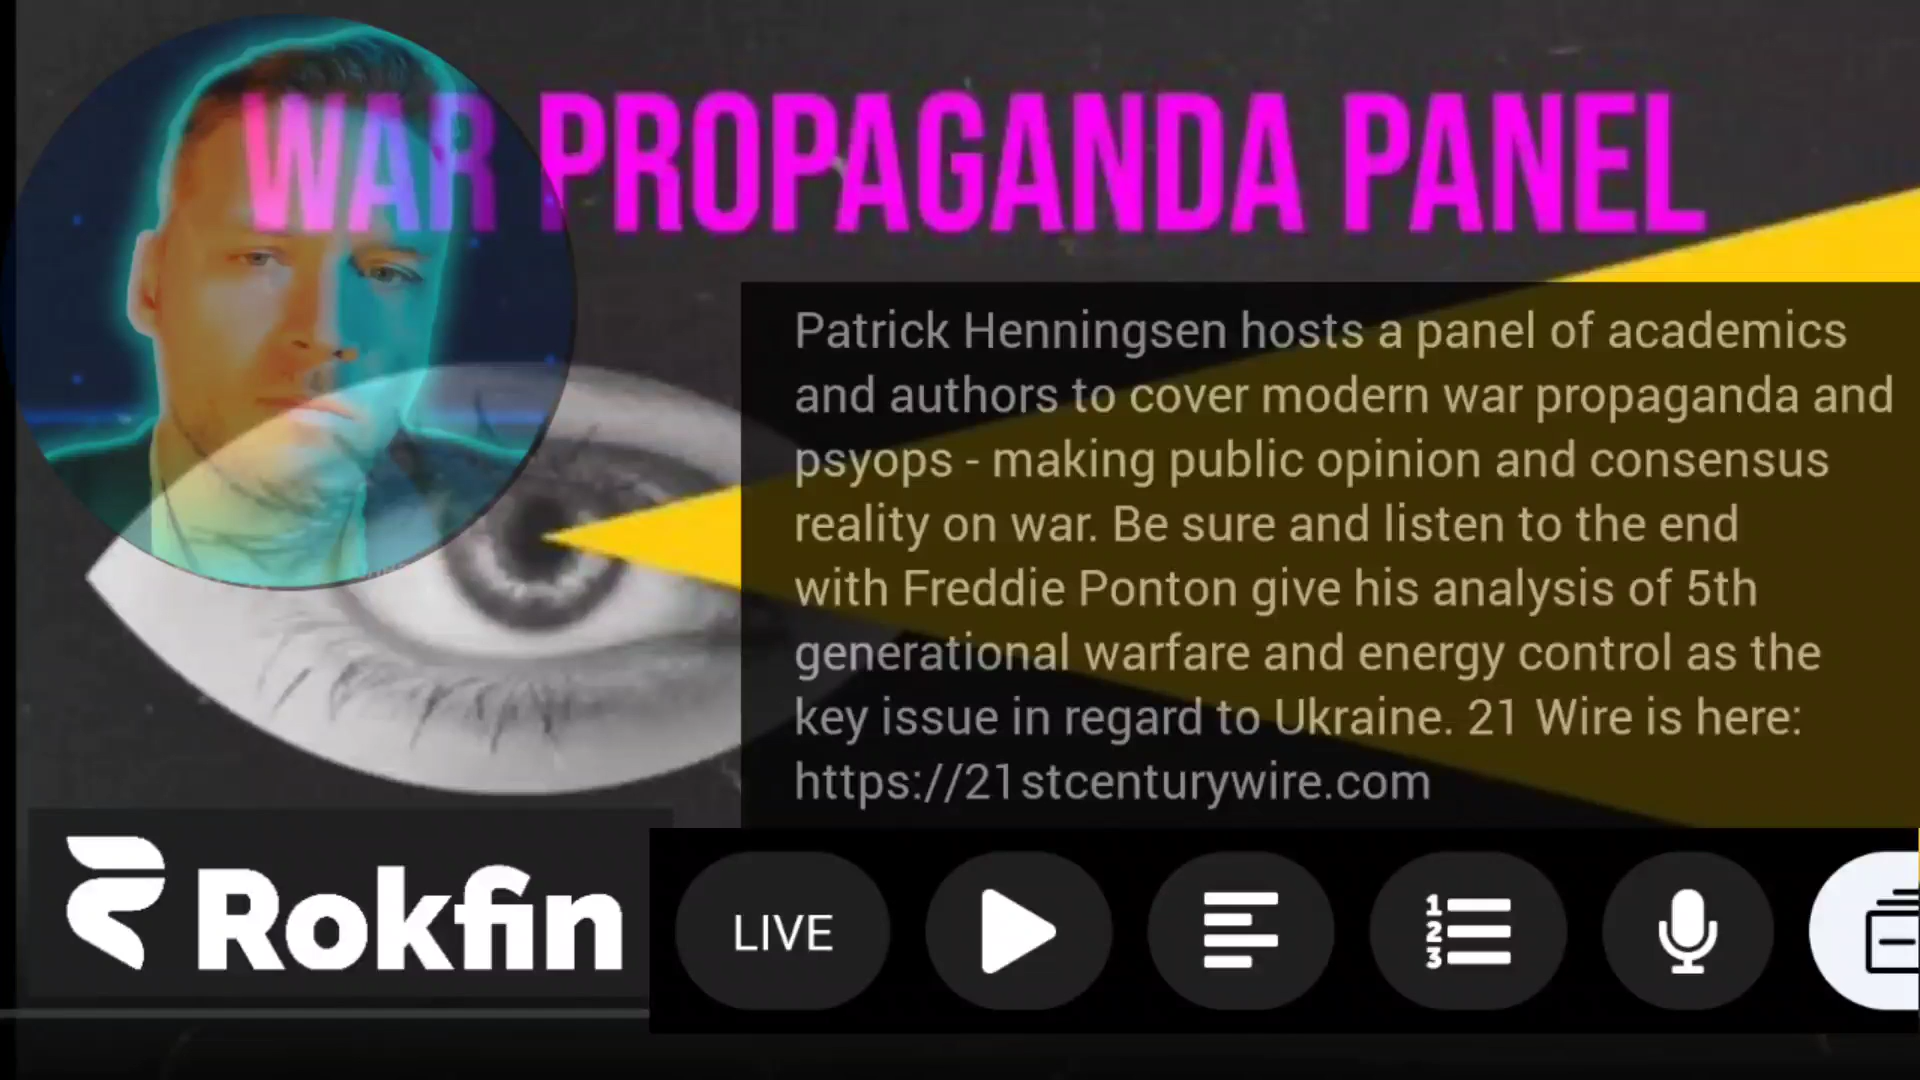 WAR PROPAGANDA PANEL
Patrick Henningsen hosts a panel of academics
and authors to cover modern war propaganda and
psyops - making public opinion and consensus
reality on war. Be sure and listen to the end
with Freddie Ponton give his analysis of 5th
generational warfare and energy control as the
key issue in regard to Ukraine. 21 Wire is here:
https://21stcenturywire.com
Rokfin
LIVE
1
2
3